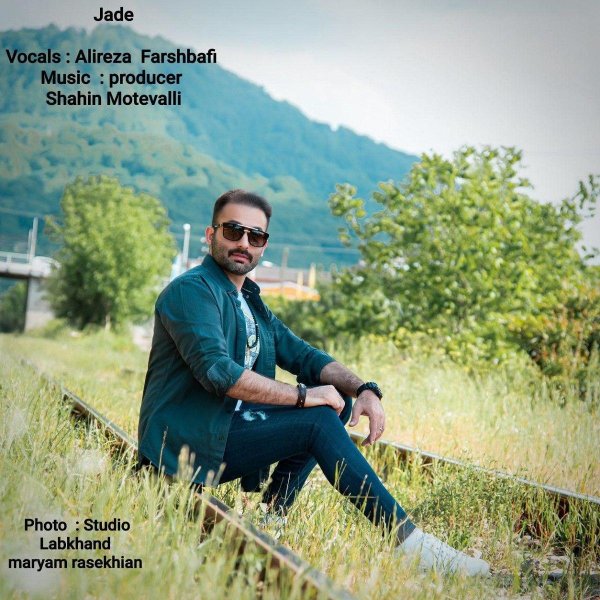 Jade
Vocals : Alireza Farshbafi
Music : producer
Shahin Motevalli
Photo : Studio
Labkhand
maryam rasekhian